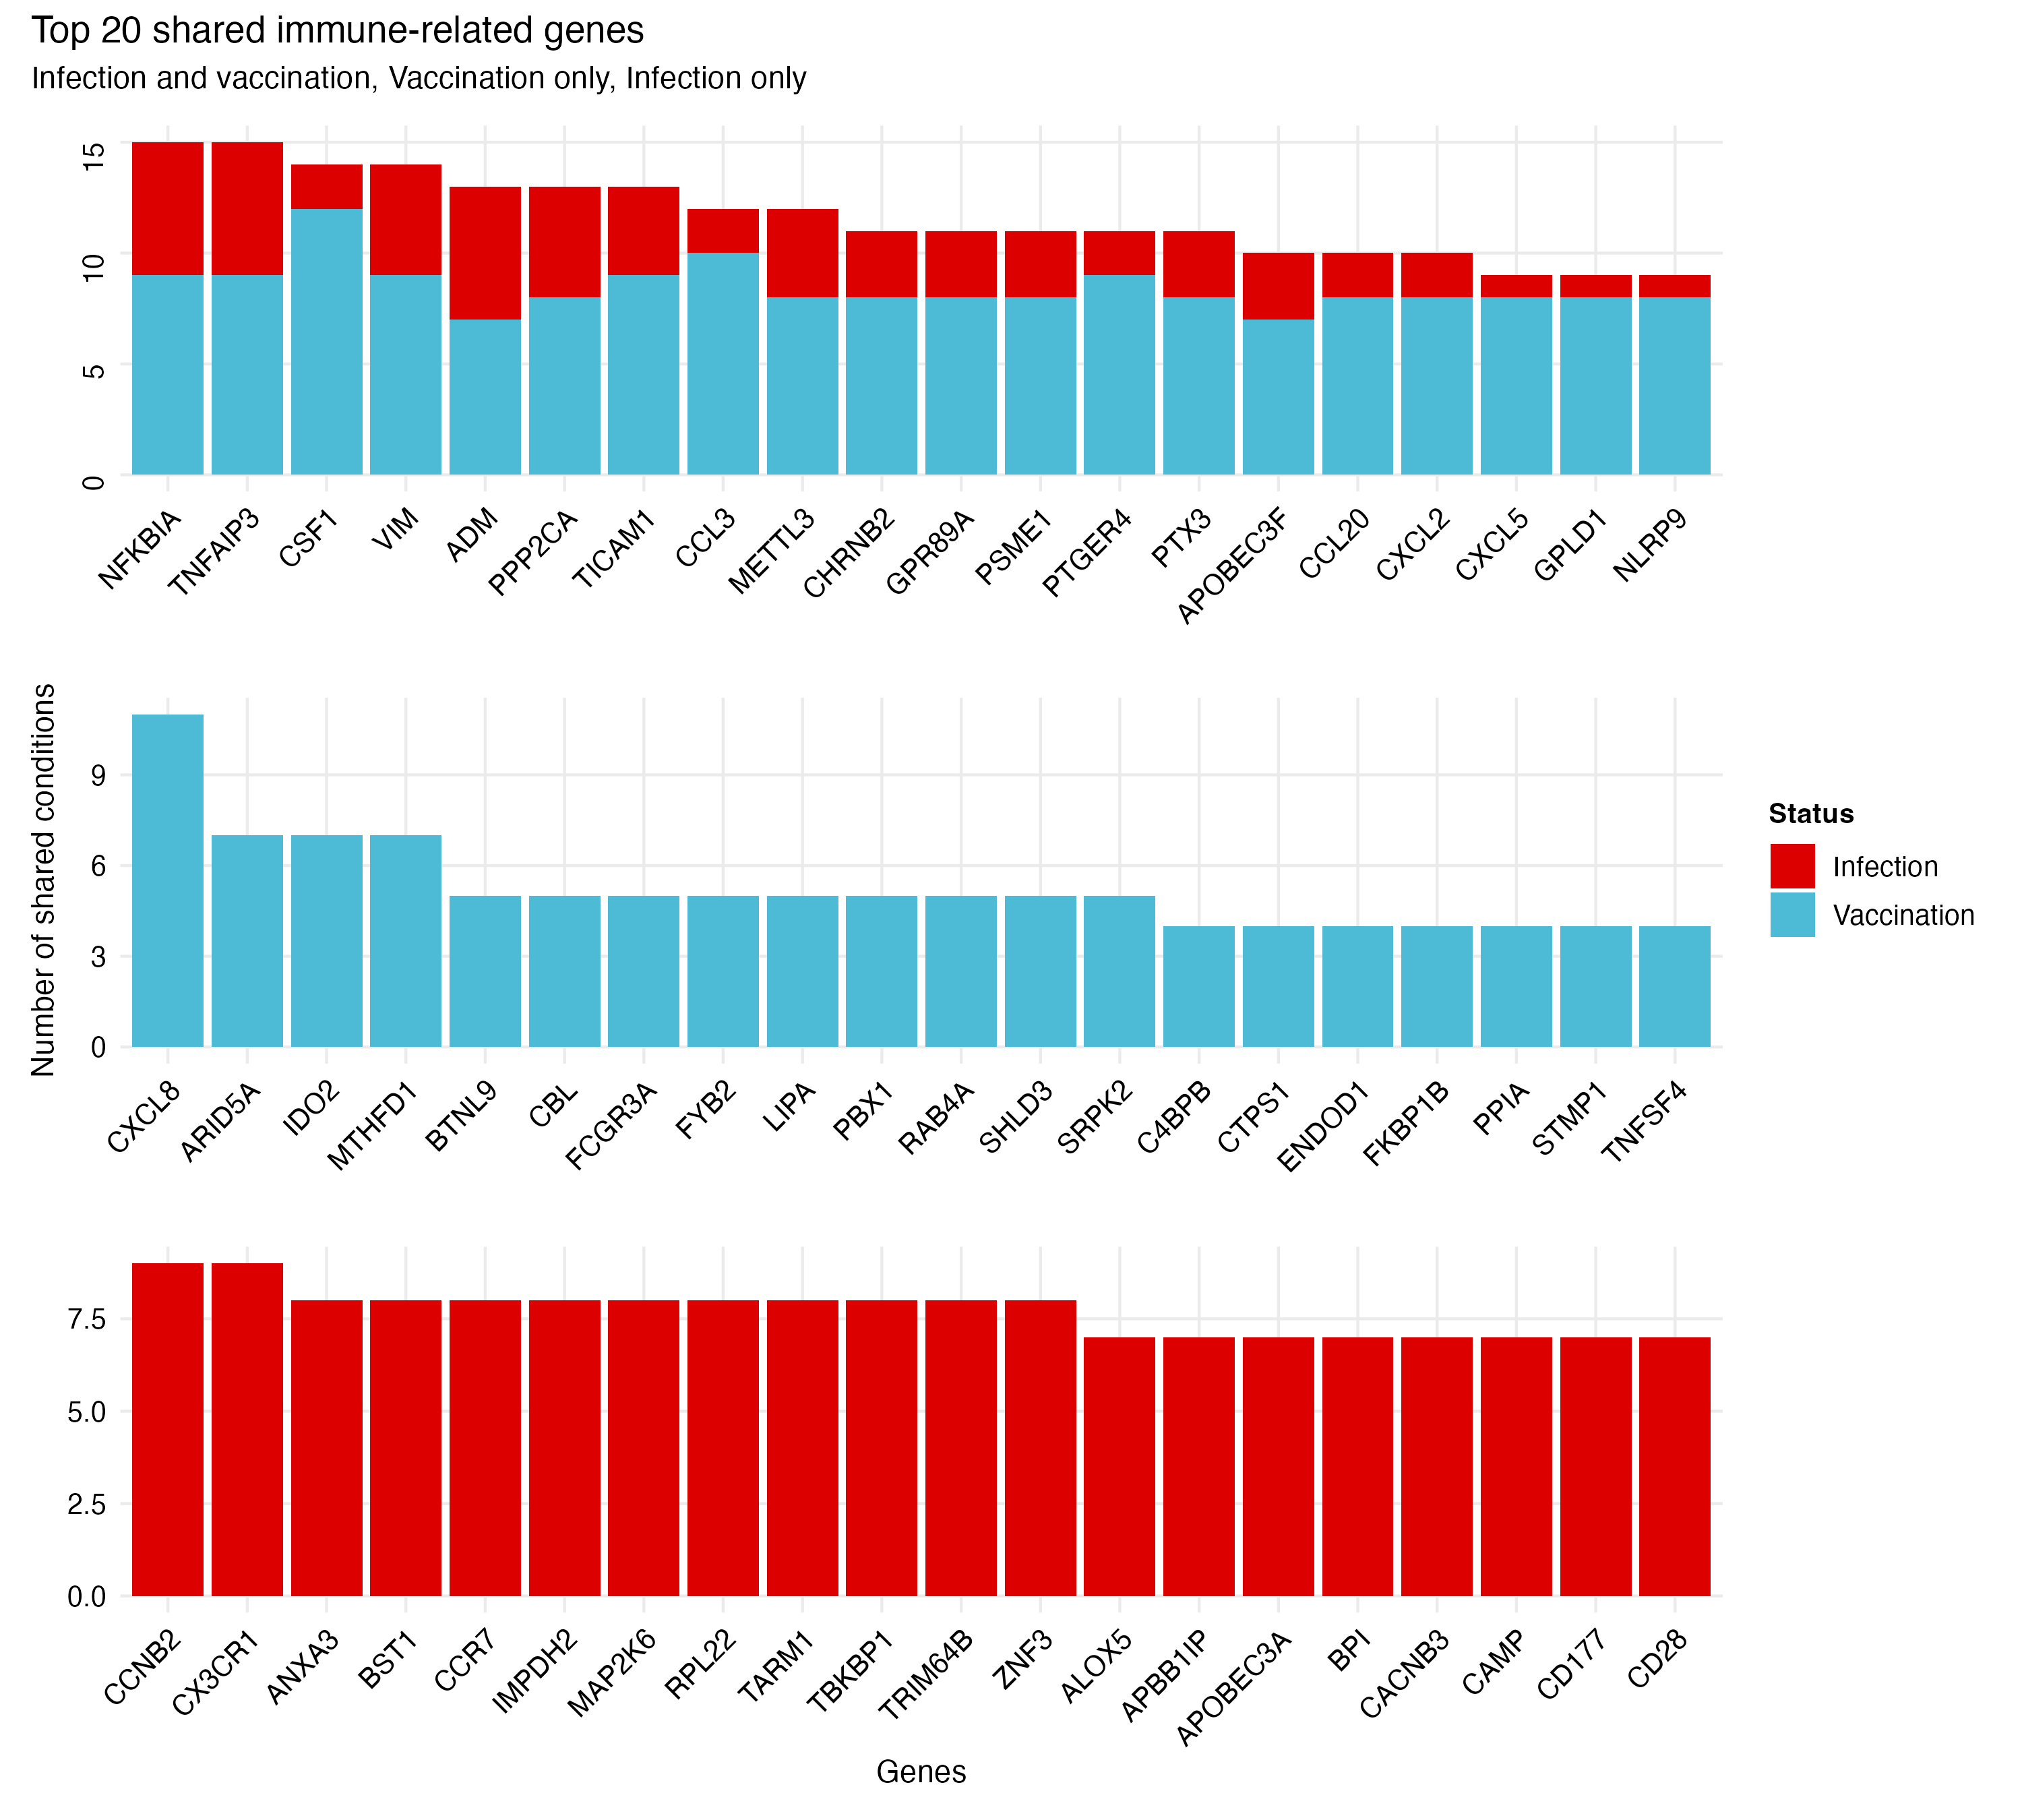 Top 20 shared immune-related genes
Infection and vaccination, Vaccination only, Infection only
15
10
5
0
NFKBIA
TNFAIP3
CSF1
VIM
ADM
PPP2CA
TICAM1
CCL3
METTL3
CHRNB2
GPR89A
PSME1
PTGER4
PTX3
APOBEC3F
CCL20
CXCL2
CXCL5
GPLD1
NLRP9
Number of shared conditions
9
6
3
0
CXCL8
ARID5A
IDO2
MTHFD1
BTNL9
CBL
FCGR3A
FYB2
LIPA
PBX1
RAB4A
SHLD3
SRPK2
C4BPB
CTPS1
ENDOD1
FKBP1B
PPIA
STMP1
TNFSF4
Status
Infection
Vaccination
7.5
5.0
2.5
0.0
CCNB2
CX3CR1
ANXA3
BST1
CCR7
IMPDH2
MAP2K6
RPL22
TARM1
TBKBP1
TRIM64B
ZNF3
ALOX5
APBB1IP
APOBEC3A
BPI
CACNB3
CAMP
CD177
CD28
Genes